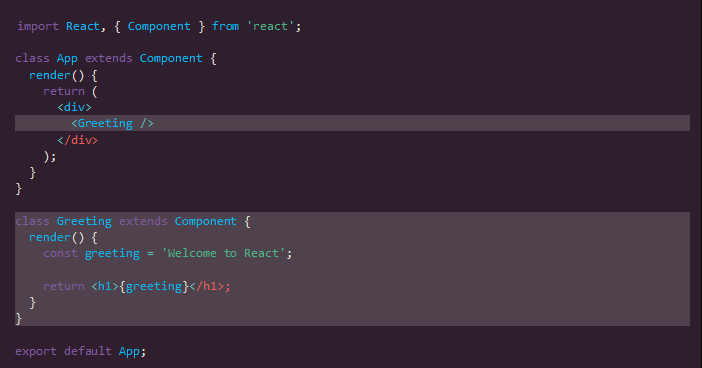 import React, { Component } from 'react';
class App extends Component {
  render() {
    return (
      <div>
        <Greeting />
      </div>
    );
  }
}
class Greeting extends Component {
  render() {
    const greeting = 'Welcome to React';
    return <h1>{greeting}</h1>;
  }
}
export default App;